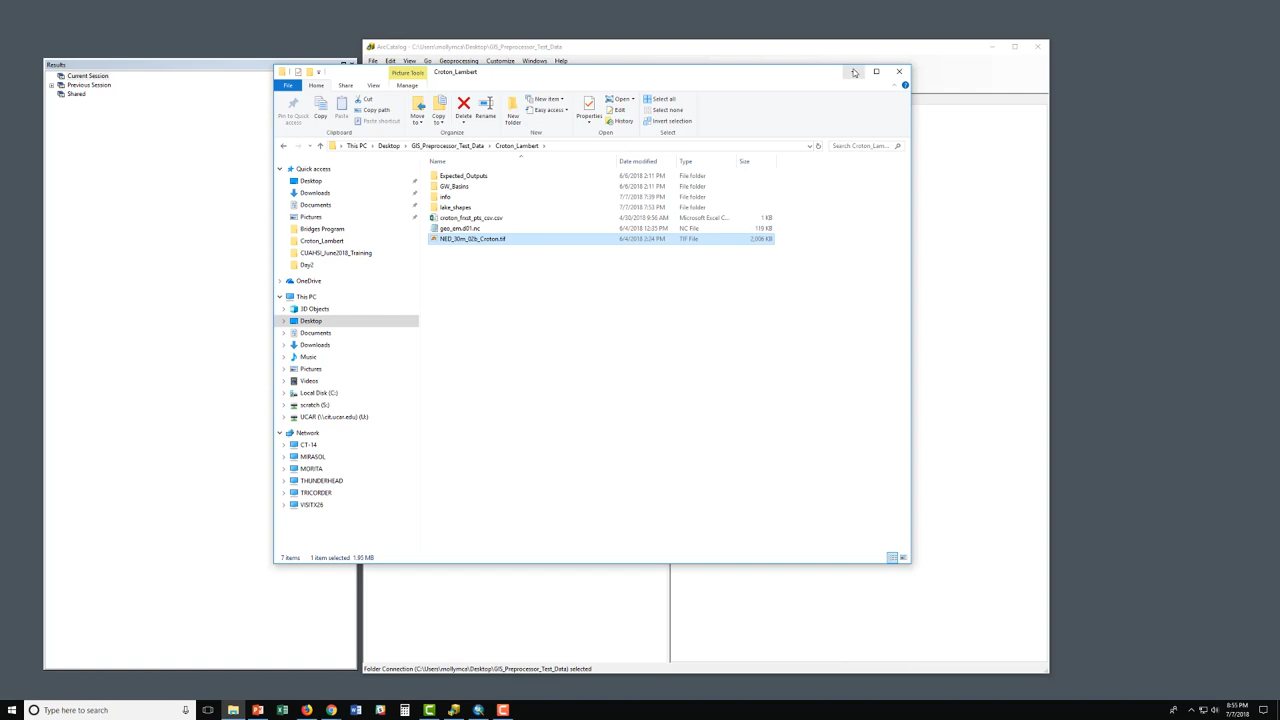 ArcCatalog - C:\Users\mollymca\Desktop\GIS_Preprocessor_Test_Data
File Edit View Go Geoprocessing Customize Windows Help
Results
Current Session
Previous Session
Shared
Picture Tools Croton_Lambert
File Home Share View Manage
Pin to Quick access
Copy
Paste
Cut
Copy path
Paste shortcut
Clipboard
Move to
Copy to
Delete
Rename
Organize
New folder
New item
Easy access
New
Properties
Open
Edit
History
Open
Select all
Select none
Invert selection
Select
This PC Desktop GIS_Preprocessor_Test_Data Croton_Lambert
Search Croton_Lam...
Name Date modified Type Size
Expected_Outputs 6/6/2018 2:11 PM File folder
GW_Basins 6/6/2018 2:11 PM File folder
info 7/7/2018 7:39 PM File folder
lake_shapes 7/7/2018 7:53 PM File folder
croton_frxst_pts_csv.csv 4/30/2018 9:56 AM Microsoft Excel C... 1 KB
geo_em.d01.nc 6/4/2018 12:35 PM NC File 119 KB
NED_30m_02b_Croton.tif 6/4/2018 2:24 PM TIF File 2,006 KB
Quick access
Desktop
Downloads
Documents
Pictures
Bridges Program
Croton_Lambert
CUAHSI_June2018_Training
Day2
OneDrive
This PC
3D Objects
Desktop
Documents
Downloads
Music
Pictures
Videos
Local Disk (C:)
scratch (S:)
UCAR (\\cit.ucar.edu) (U:)
Network
CT-14
MIRASOL
MORITA
THUNDERHEAD
TRICORDER
VISITX26
7 items 1 item selected 1.95 MB
Folder Connection (C:\Users\mollymca\Desktop\GIS_Preprocessor_Test_Data) selected
Type here to search
8:55 PM
7/7/2018